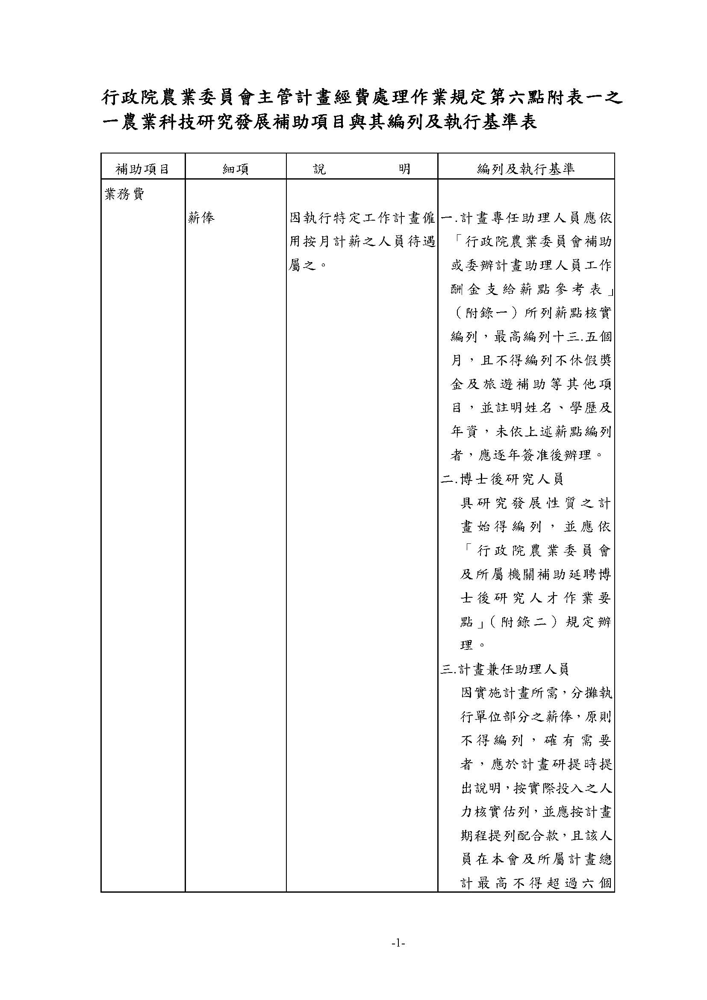 行政院農業委員會主管計畫經費處理作業規定第六點附表一之
一農業科技研究發展補助項目與其編列及執行基準表
補助項目 細項 說 明 編列及執行基準
業務費
薪俸
因執行特定工作計畫僱
用按月計薪之人員待遇
屬之。
一.計畫專任助理人員應依
「行政院農業委員會補助
或委辦計畫助理人員工作
酬金支給薪點參考表」
（附錄一）所列薪點核實
編列，最高編列十三.五個
月，且不得編列不休假獎
金及旅遊補助等其他項
目，並註明姓名、學歷及
年資，未依上述薪點編列
者，應逐年簽准後辦理。
二.博士後研究人員
具研究發展性質之計
畫始得編列，並應依
「行政院農業委員會
及所屬機關補助延聘博
士後研究人才作業要
點」（附錄二）規定辦
理。
三.計畫兼任助理人員
因實施計畫所需，分攤執
行單位部分之薪俸，原則
不得編列，確有需要
者，應於計畫研提時提
出說明，按實際投入之人
力核實估列，並應按計畫
期程提列配合款，且該人
員在本會及所屬計畫總
計最高不得超過六個
-1-